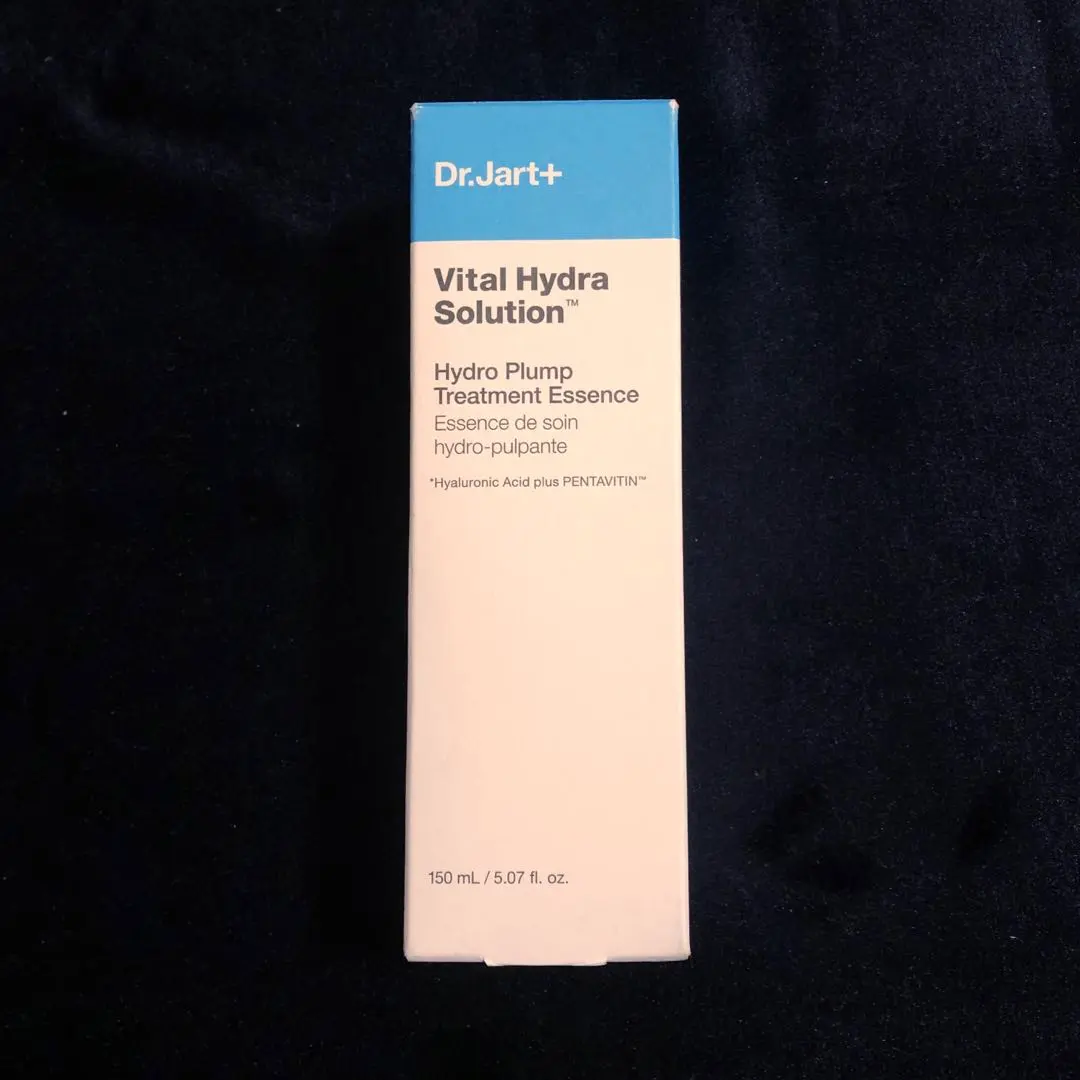 Dr.Jart+
Vital Hydra
Solution™
Hydro Plump
Treatment Essence
Essence de soin
hydro-pulpante
*Hyaluronic Acid plus PENTAVITIN™
150 mL / 5.07 fl. oz.